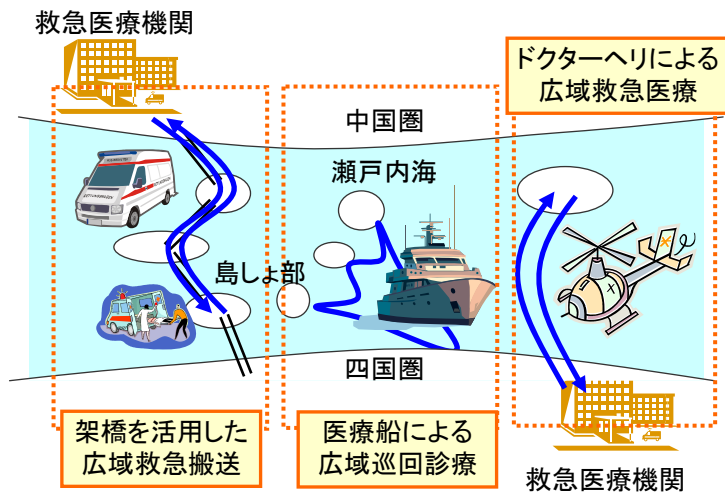 救急医療機関
ドクターヘリによる
広域救急医療
中国圏
瀬戸内海
島しょ部
四国圏
架橋を活用した
広域救急搬送
医療船による
広域巡回診療
救急医療機関